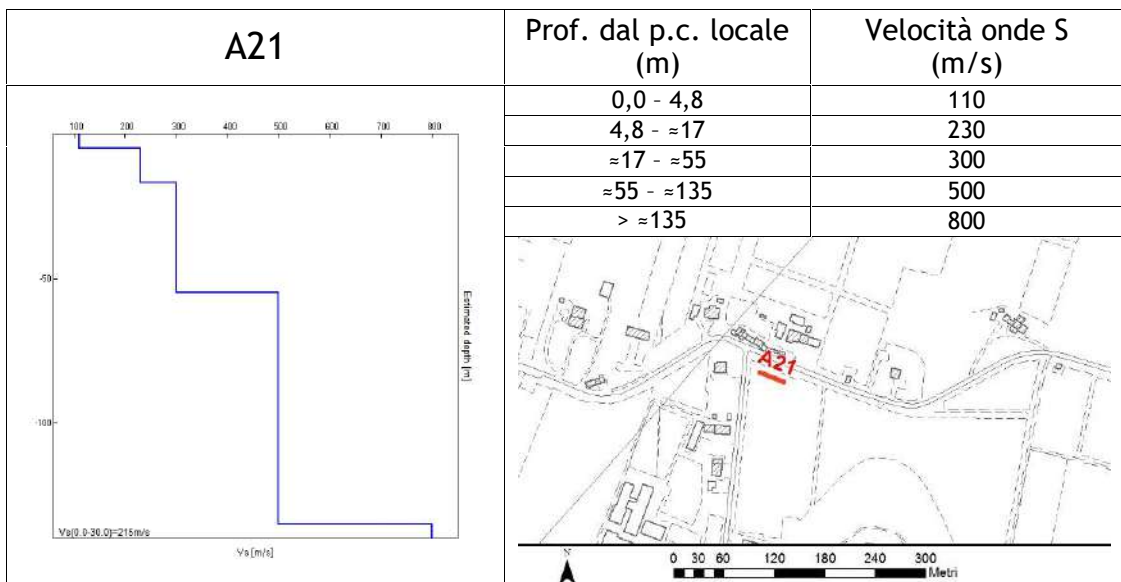 A21
Prof. dal p.c. locale
(m)
Velocità onde S
(m/s)
0,0 – 4,8
110
4,8 – ≈17
230
≈17 – ≈55
300
≈55 – ≈135
500
> ≈135
800
100 200 300 400 500 600 700 800
-50
-100
Estimated depth [m]
Vs(0.0-30.0)=215m/s
Vs [m/s]
A21
N
0 30 60 120 180 240 300
Metri